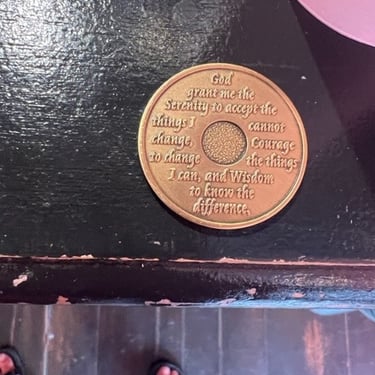 God
grant me the
Serenity to accept the
things I cannot
change, Courage
to change the things
I can, and Wisdom
to know the
difference.